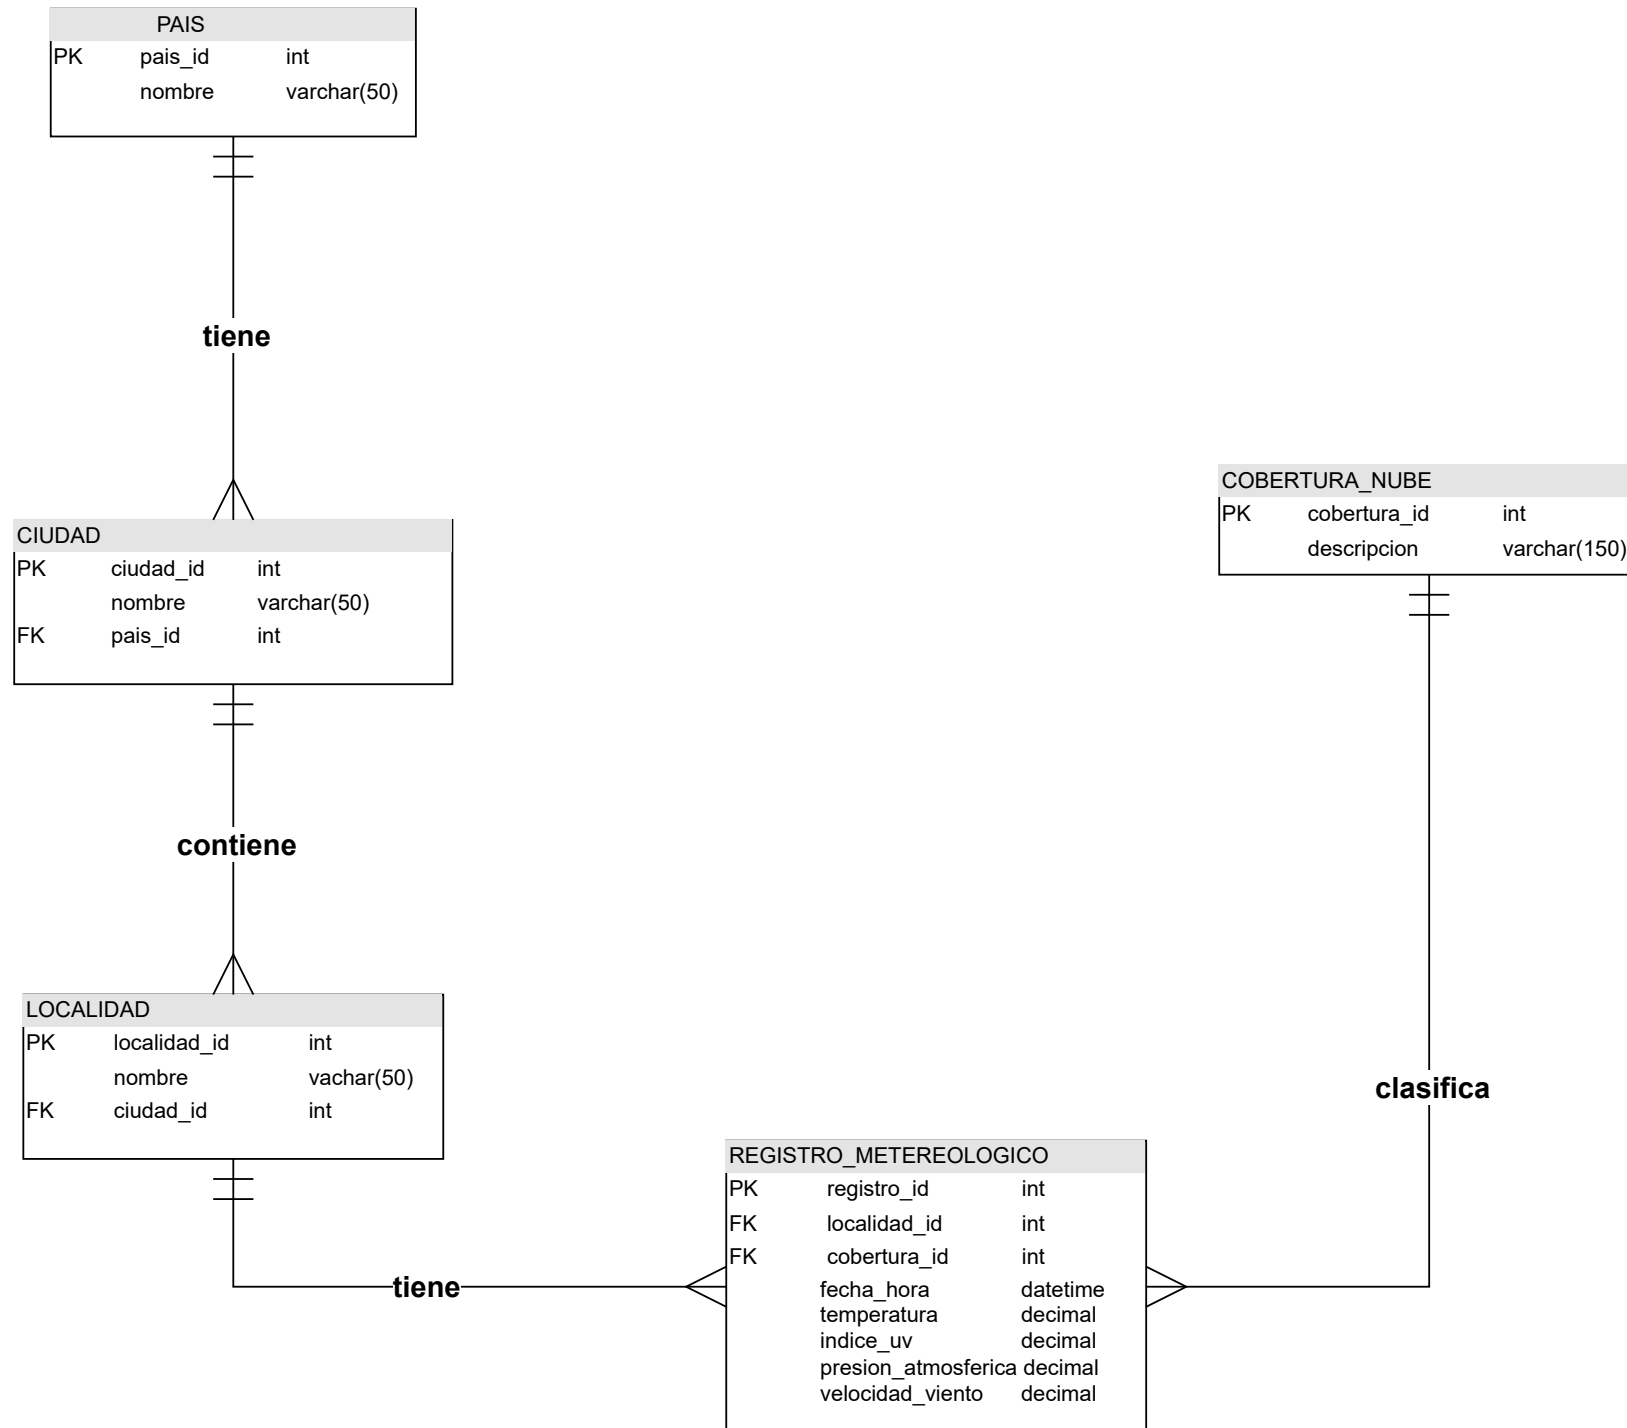 PAIS
PK pais_id int
nombre varchar(50)
tiene
CIUDAD
PK ciudad_id int
nombre varchar(50)
FK pais_id int
contiene
LOCALIDAD
PK localidad_id int
nombre vachar(50)
FK ciudad_id int
tiene
REGISTRO_METEREOLOGICO
PK registro_id int
FK localidad_id int
FK cobertura_id int
fecha_hora datetime
temperatura decimal
indice_uv decimal
presion_atmosferica decimal
velocidad_viento decimal
COBERTURA_NUBE
PK cobertura_id int
descripcion varchar(150)
clasifica